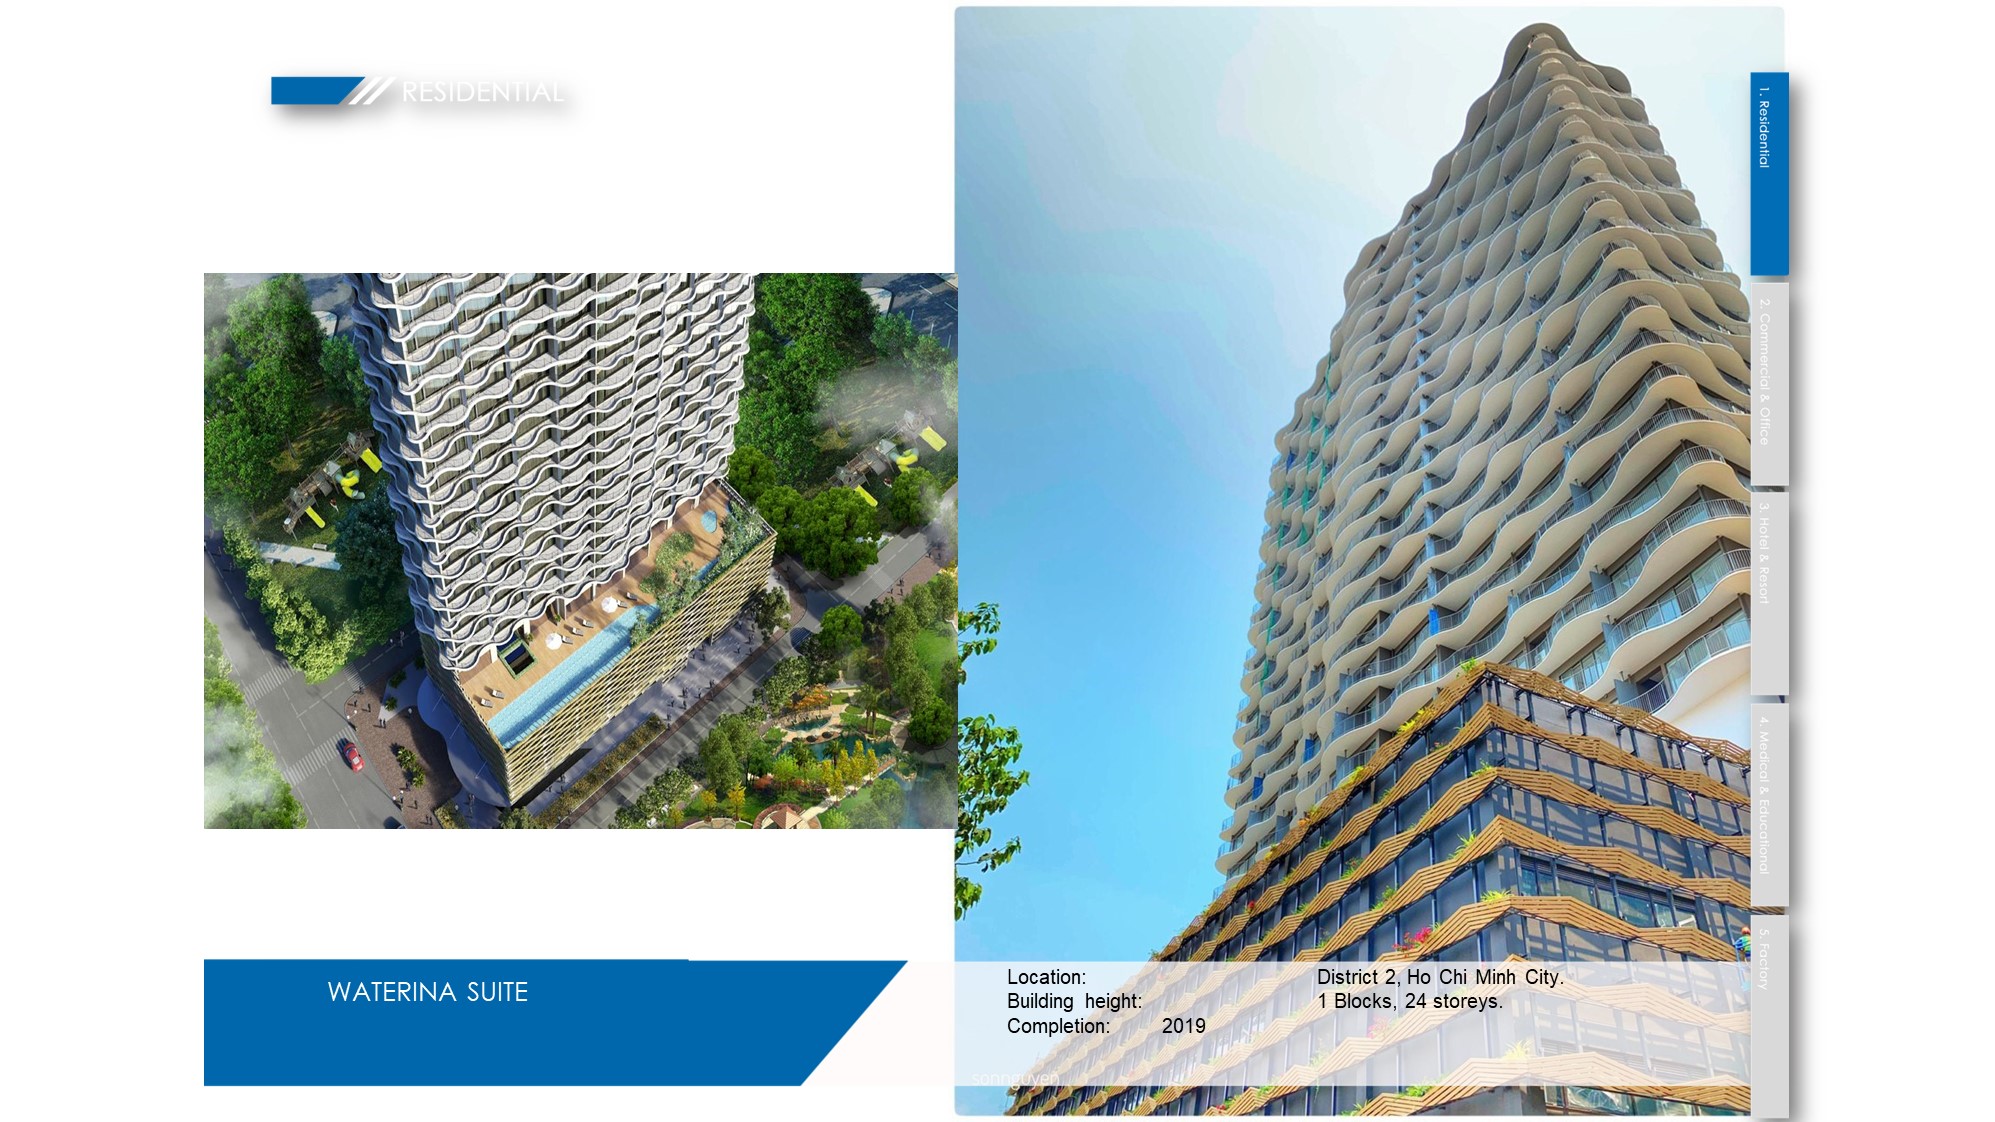 RESIDENTIAL
1. Residential
2. Commercial & Office
3. Hotel & Resort
4. Medical & Educational
5. Factory
WATERINA SUITE
Location: District 2, Ho Chi Minh City.
Building height: 1 Blocks, 24 storeys.
Completion: 2019
sonnguyen